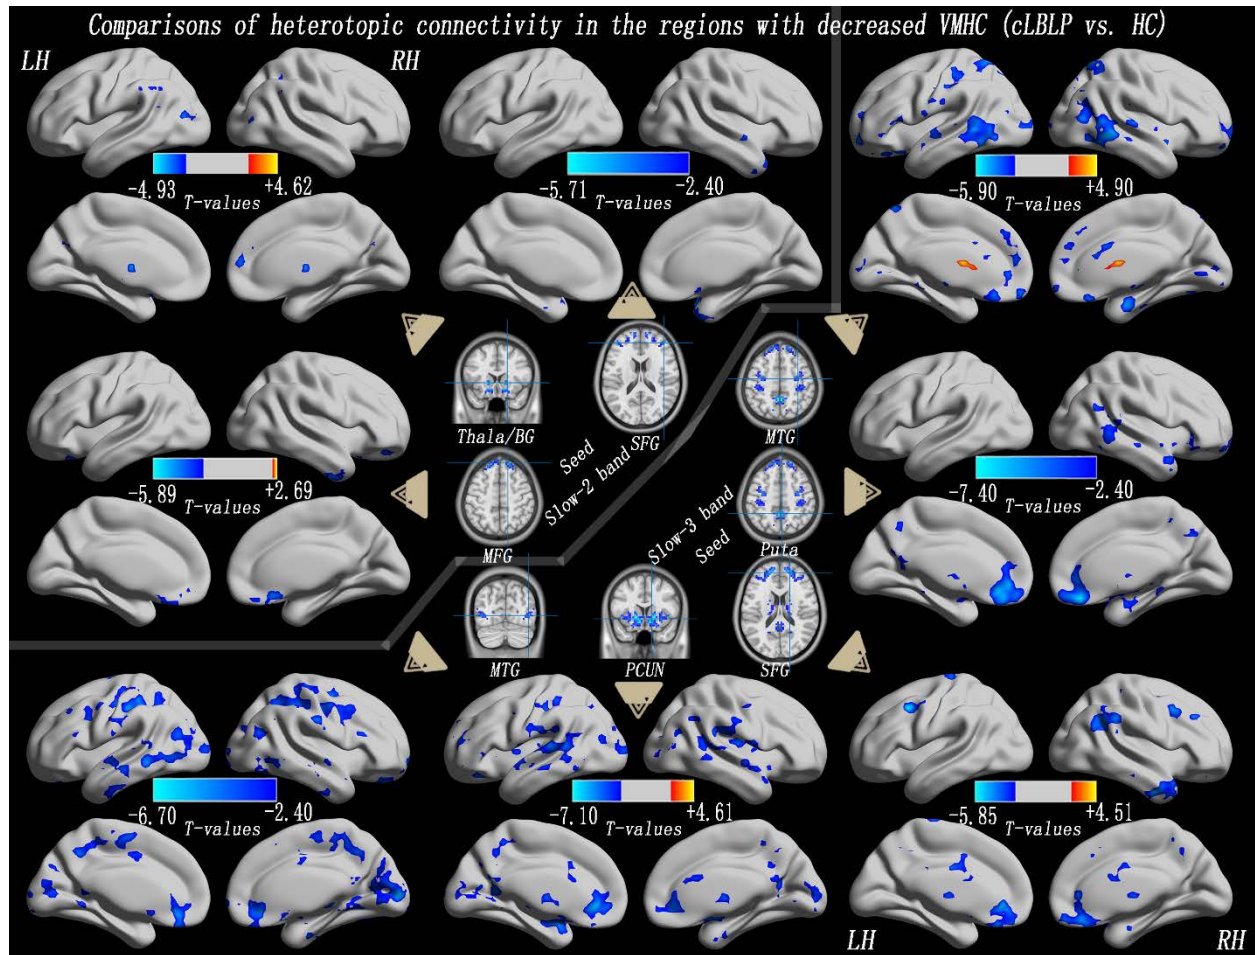 Comparisons of heterotopic connectivity in the regions with decreased VMHC (cLBLP vs. HC)
LH RH
-4.93 +4.62
T-values
-5.71 -2.40
T-values
-5.90 +4.90
T-values
Thala/BG
SFG
MTG
Seed
Slow-2 band
-5.89 +2.69
T-values
MFG
Slow-3 band
Seed
Puta
-7.40 -2.40
T-values
MTG
PCUN
SFG
-6.70 -2.40
T-values
-7.10 +4.61
T-values
-5.85 +4.51
T-values
LH RH